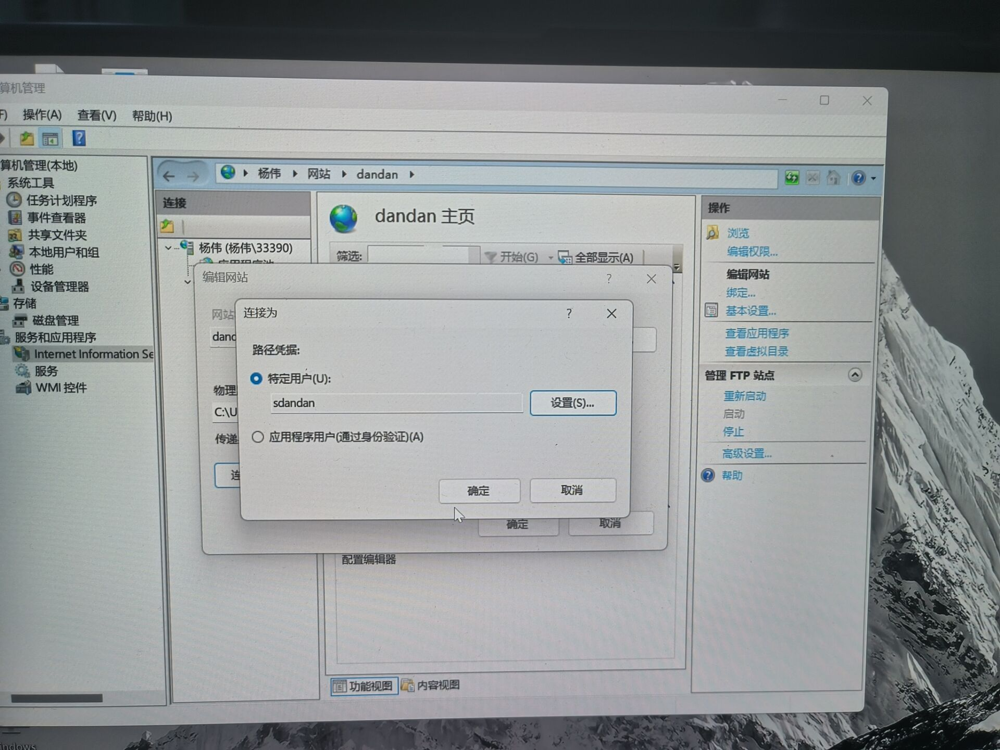 算机管理
F) 操作(A) 查看(V) 帮助(H)
算机管理(本地)
系统工具
任务计划程序
事件查看器
共享文件夹
本地用户和组
性能
设备管理器
存储
磁盘管理
服务和应用程序
Internet Information Se
服务
WMI 控件
杨伟 网站 dandan
连接
杨伟 (杨伟\33390)
应用程序池
dandan 主页
筛选: 开始(G) 全部显示(A)
编辑网站 ?
网站
dand
物理
C:\U
传递
连
连接为 ?
路径凭据:
特定用户(U):
sdandan 设置(S)...
应用程序用户(通过身份验证)(A)
确定 取消
确定 取消
配置编辑器
功能视图 内容视图
操作
浏览
编辑权限...
编辑网站
绑定...
基本设置...
查看应用程序
查看虚拟目录
管理 FTP 站点
重新启动
启动
停止
高级设置...
帮助
indows